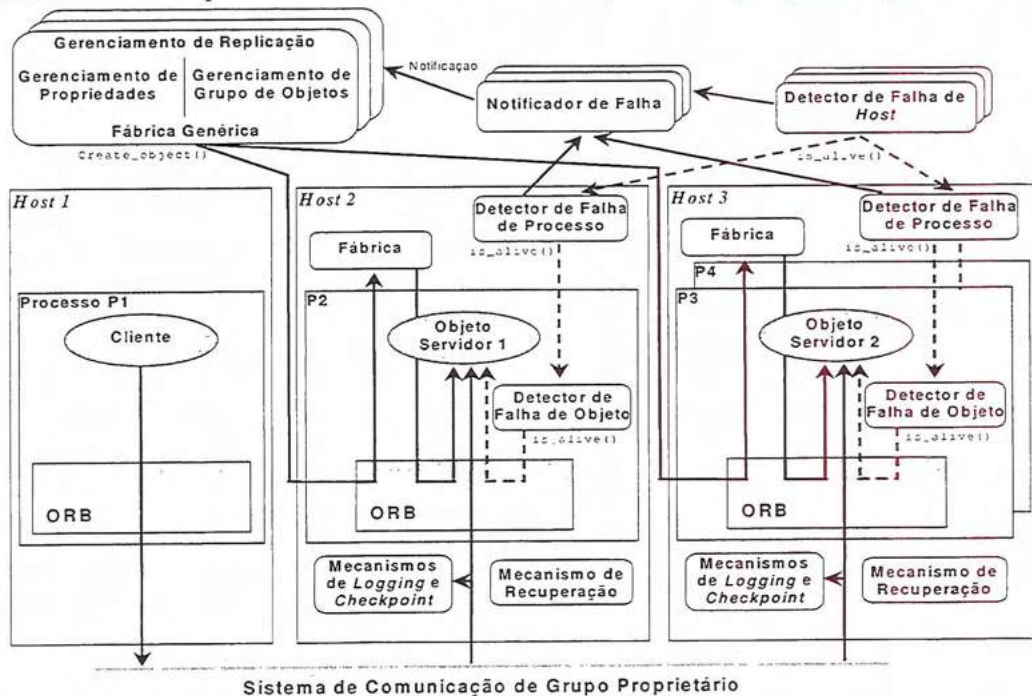 Gerenciamento de Replicação
Gerenciamento de
Propriedades
Gerenciamento de
Grupo de Objetos
Fábrica Genérica
Notificação
Notificador de Falha
Detector de Falha de
Host
Create_object()
is_alive()
Host 1
Host 2
Detector de Falha
de Processo
Host 3
Detector de Falha
de Processo
Fábrica
is_alive()
Fábrica
is_alive()
Processo P1
P2
P4
P3
Cliente
Objeto
Servidor 1
Objeto
Servidor 2
Detector de
Falha de Objeto
is_alive()
Detector de
Falha de Objeto
is_alive()
ORB
ORB
ORB
Mecanismos
de Logging e
Checkpoint
Mecanismo de
Recuperação
Mecanismos
de Logging e
Checkpoint
Mecanismo de
Recuperação
Sistema de Comunicação de Grupo Proprietário